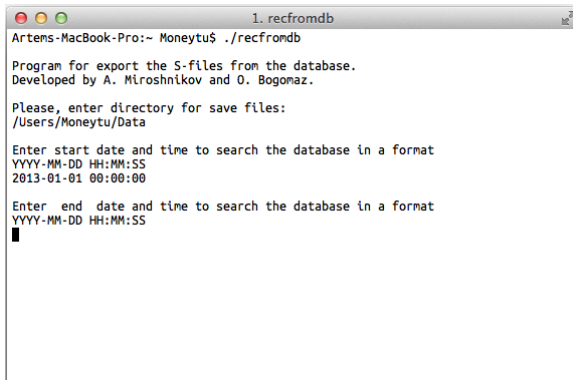 1. recfromdb
Artems-MacBook-Pro:~ Moneytu$ ./recfromdb
Program for export the S-files from the database.
Developed by A. Miroshnikov and O. Bogomaz.
Please, enter directory for save files:
/Users/Moneytu/Data
Enter start date and time to search the database in a format
YYYY-MM-DD HH:MM:SS
2013-01-01 00:00:00
Enter  end  date and time to search the database in a format
YYYY-MM-DD HH:MM:SS